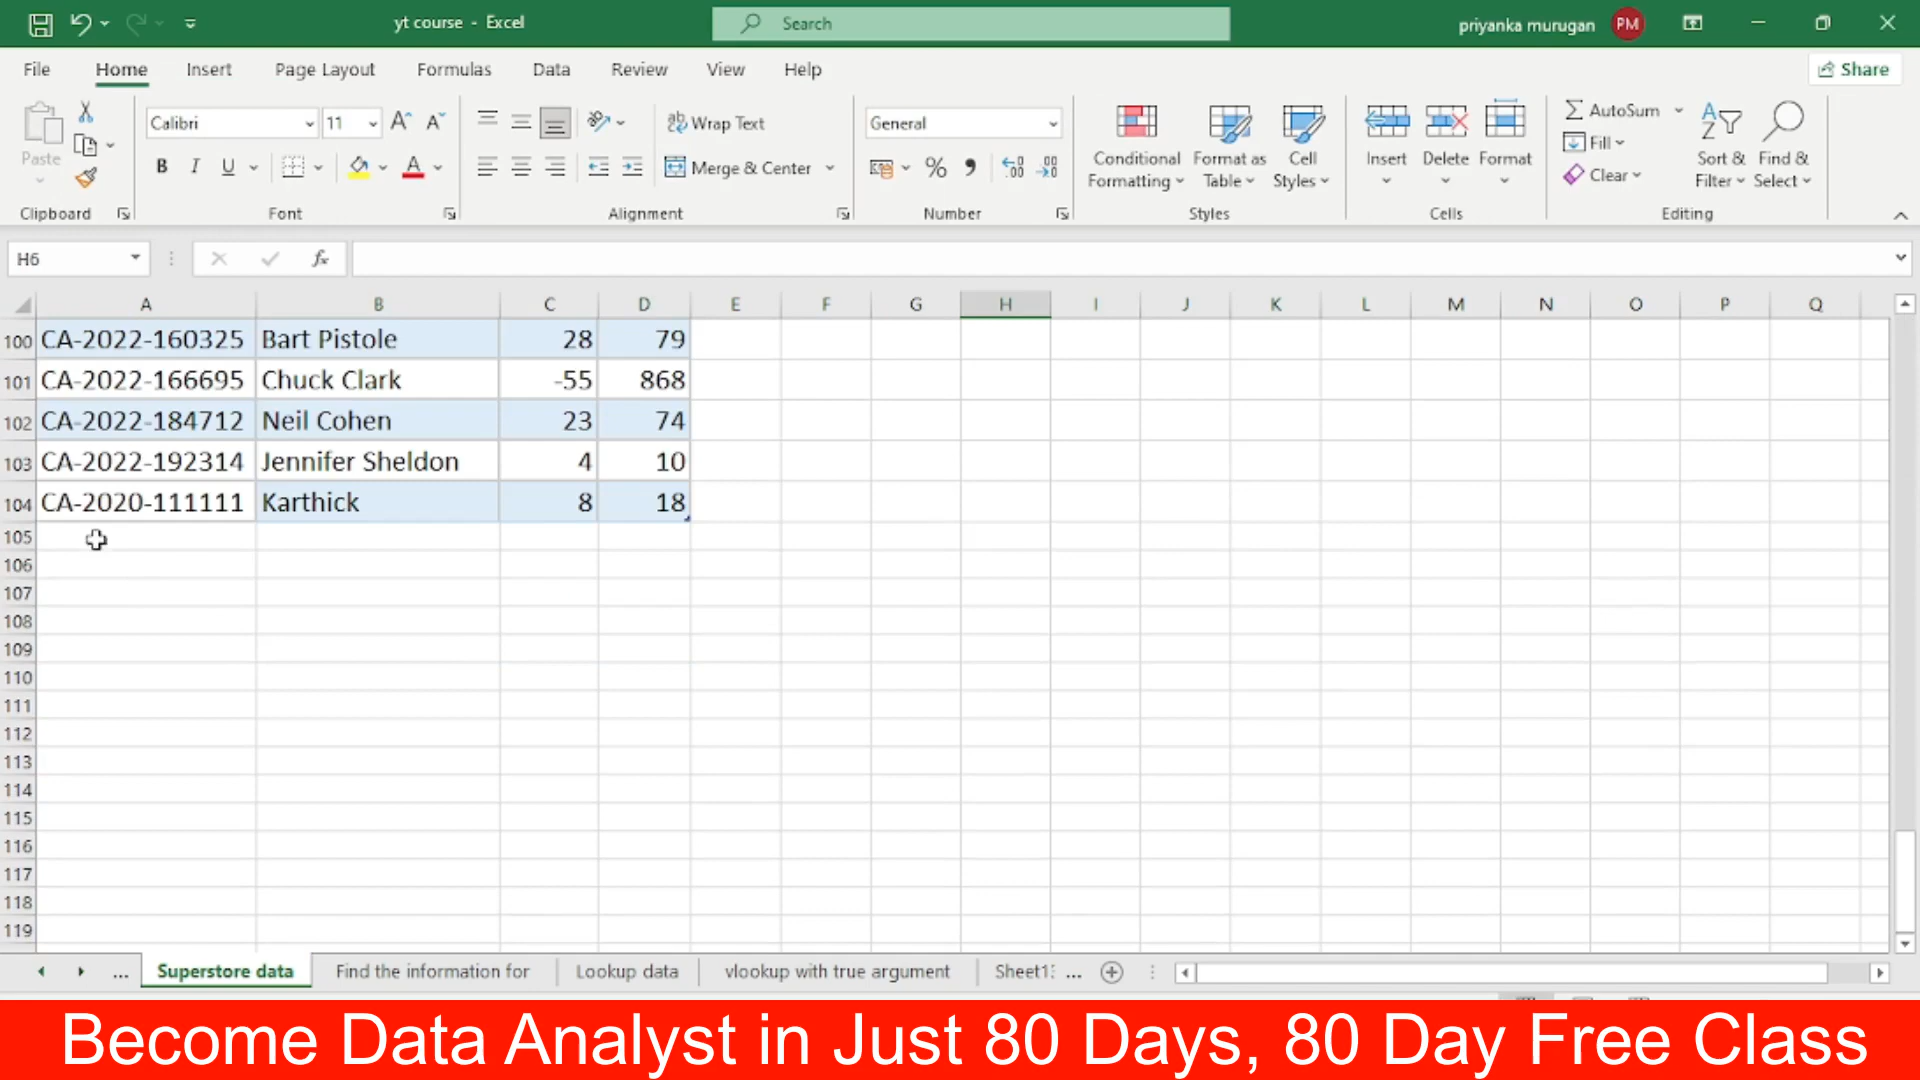 yt course - Excel
Search
priyanka murugan PM
File Home Insert Page Layout Formulas Data Review View Help Share
Paste
Calibri 11
B I U
Wrap Text
Merge & Center
General
Conditional Formatting
Format as Table
Cell Styles
Insert Delete Format
AutoSum
Fill
Clear
Sort & Filter
Find & Select
Clipboard Font Alignment Number Styles Cells Editing
H6 fx
A B C D E F G H I J K L M N O P Q
100 CA-2022-160325 Bart Pistole 28 79
101 CA-2022-166695 Chuck Clark -55 868
102 CA-2022-184712 Neil Cohen 23 74
103 CA-2022-192314 Jennifer Sheldon 4 10
104 CA-2020-111111 Karthick 8 18
105
106
107
108
109
110
111
112
113
114
115
116
117
118
119
... Superstore data Find the information for Lookup data vlookup with true argument ...
Become Data Analyst in Just 80 Days, 80 Day Free Class